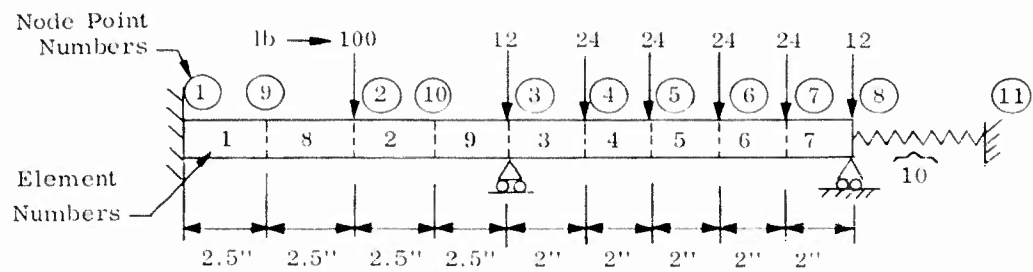 Node Point
Numbers
lb 100 12 24 24 24 24 12
1 9 2 10 3 4 5 6 7 8 11
1 8 2 9 3 4 5 6 7
10
Element
Numbers
2.5" 2.5" 2.5" 2.5" 2" 2" 2" 2" 2"